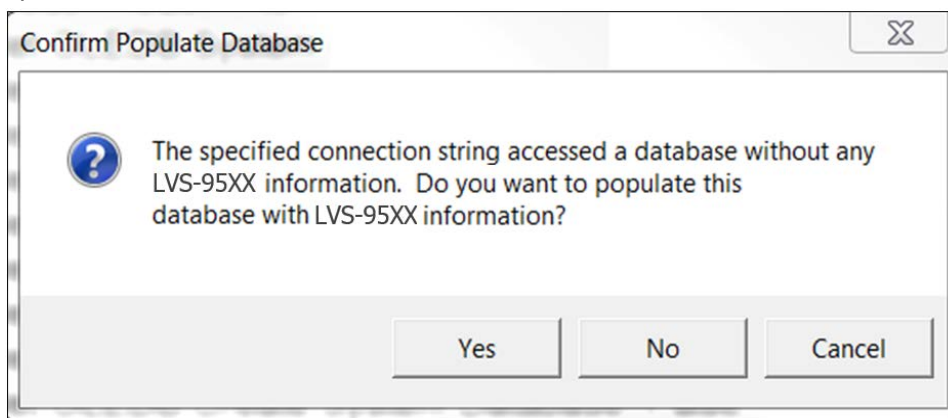 Confirm Populate Database
The specified connection string accessed a database without any
LVS-95XX information. Do you want to populate this
database with LVS-95XX information?
Yes No Cancel